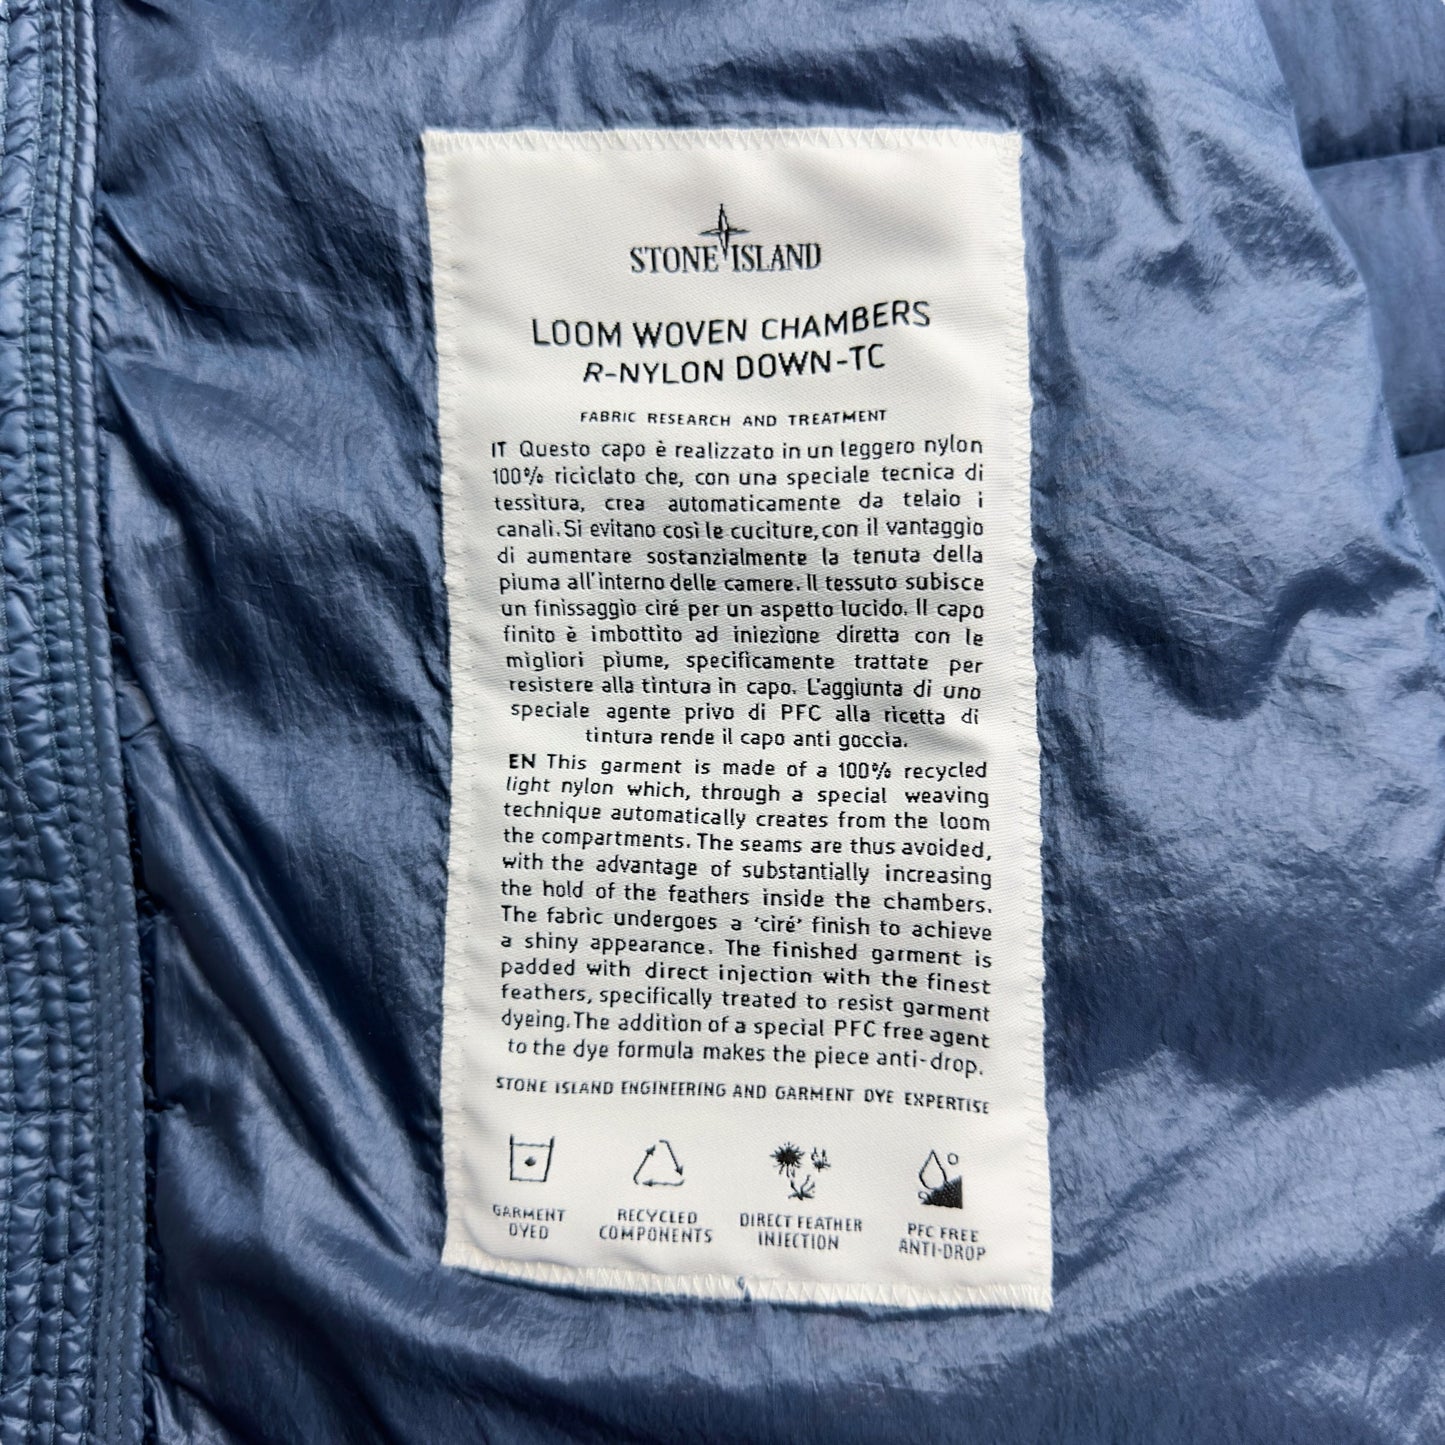 STONE ISLAND
LOOM WOVEN CHAMBERS
R-NYLON DOWN-TC
FABRIC RESEARCH AND TREATMENT
IT Questo capo è realizzato in un leggero nylon
100% riciclato che, con una speciale tecnica di
tessitura, crea automaticamente da telaio i
canali. Si evitano così le cuciture, con il vantaggio
di aumentare sostanzialmente la tenuta della
piuma all'interno delle camere. Il tessuto subisce
un finissaggio ciré per un aspetto lucido. Il capo
finito è imbottito ad iniezione diretta con le
migliori piume, specificamente trattate per
resistere alla tintura in capo. L'aggiunta di uno
speciale agente privo di PFC alla ricetta di
tintura rende il capo anti goccia.
EN This garment is made of a 100% recycled
light nylon which, through a special weaving
technique automatically creates from the loom
the compartments. The seams are thus avoided,
with the advantage of substantially increasing
the hold of the feathers inside the chambers.
The fabric undergoes a 'ciré' finish to achieve
a shiny appearance. The finished garment is
padded with direct injection with the finest
feathers, specifically treated to resist garment
dyeing. The addition of a special PFC free agent
to the dye formula makes the piece anti-drop.
STONE ISLAND ENGINEERING AND GARMENT DYE EXPERTISE
GARMENT
DYED
RECYCLED
COMPONENTS
DIRECT FEATHER
INJECTION
PFC FREE
ANTI-DROP